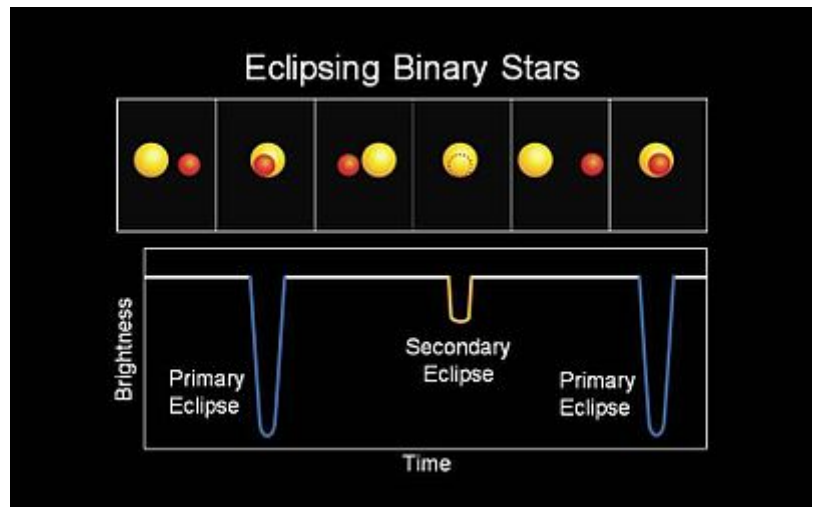 Eclipsing Binary Stars
Brightness
Primary
Eclipse
Secondary
Eclipse
Primary
Eclipse
Time